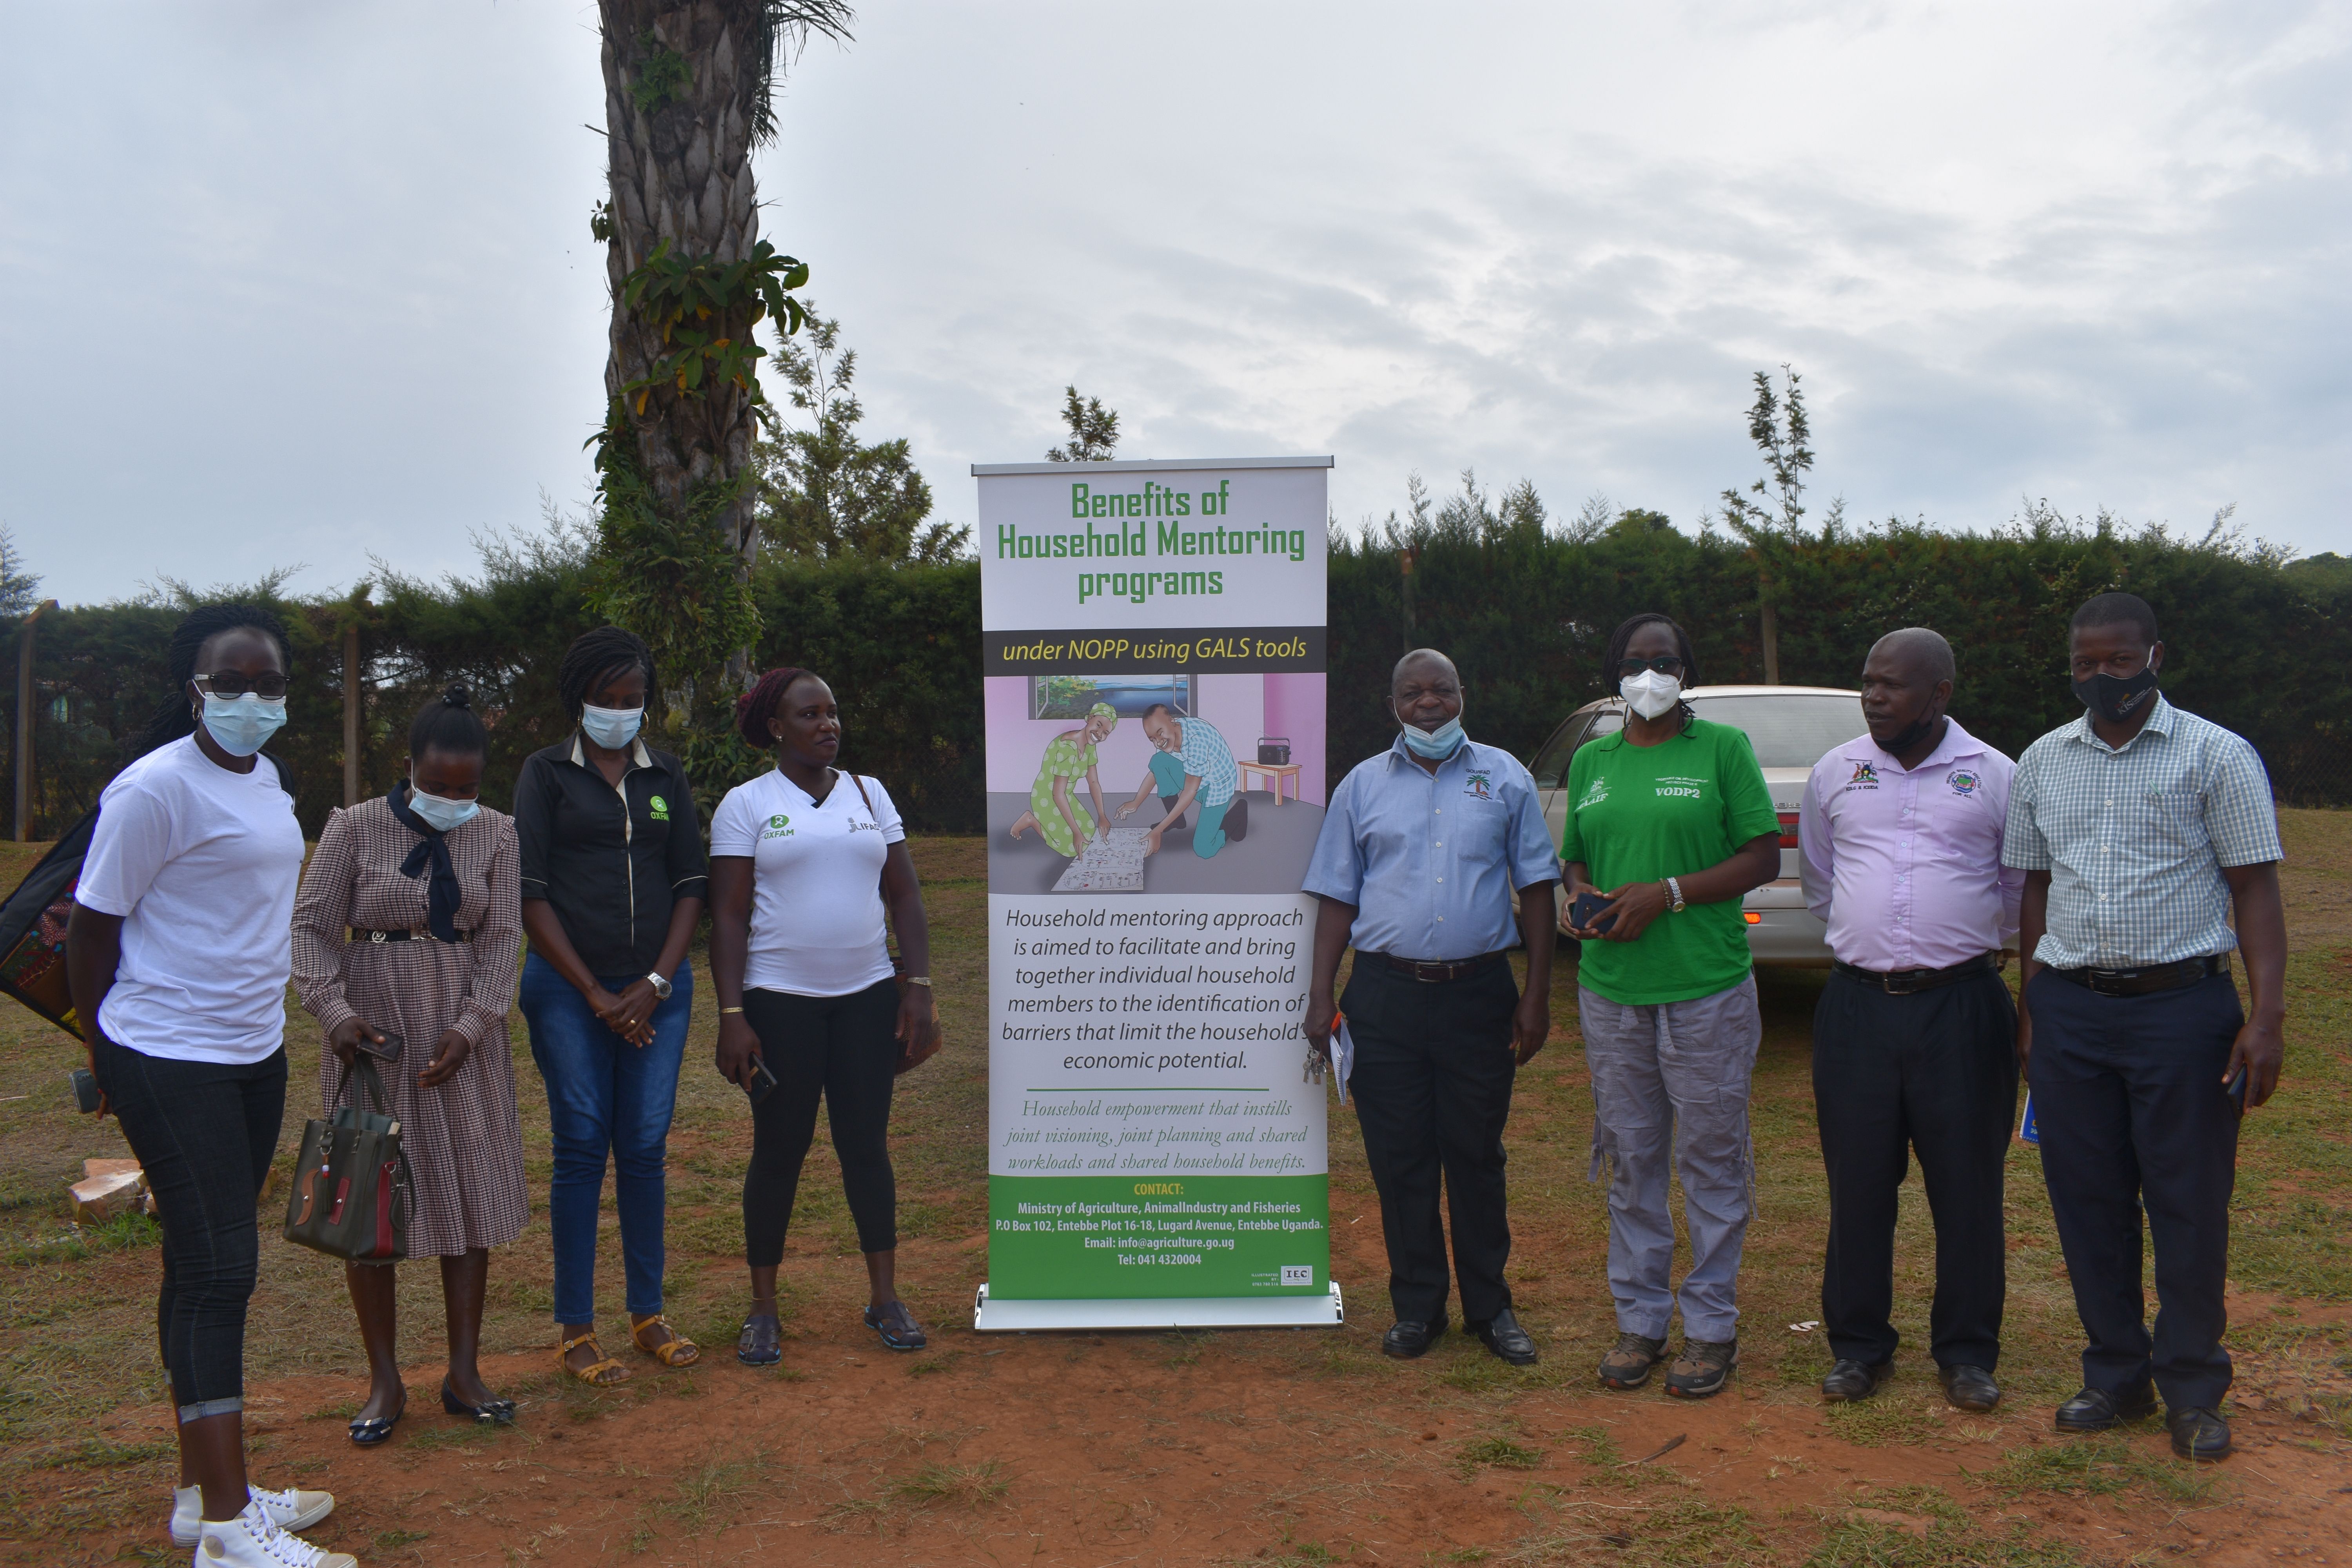 Benefits of
Household Mentoring
programs
under NOPP using GALS tools
Household mentoring approach
is aimed to facilitate and bring
together individual household
members to the identification of
barriers that limit the household's
economic potential.
Household empowerment that instills
joint visioning, joint planning and shared
workloads and shared household benefits.
CONTACT:
Ministry of Agriculture, AnimalIndustry and Fisheries
P.O Box 102, Entebbe Plot 16-18, Lugard Avenue, Entebbe Uganda.
Email: info@agriculture.go.ug
Tel: 041 4320004
ILLUSTRATED
BY:
IEC
OXFAM
OXFAM
IFAD
VODP2
FOR ALL